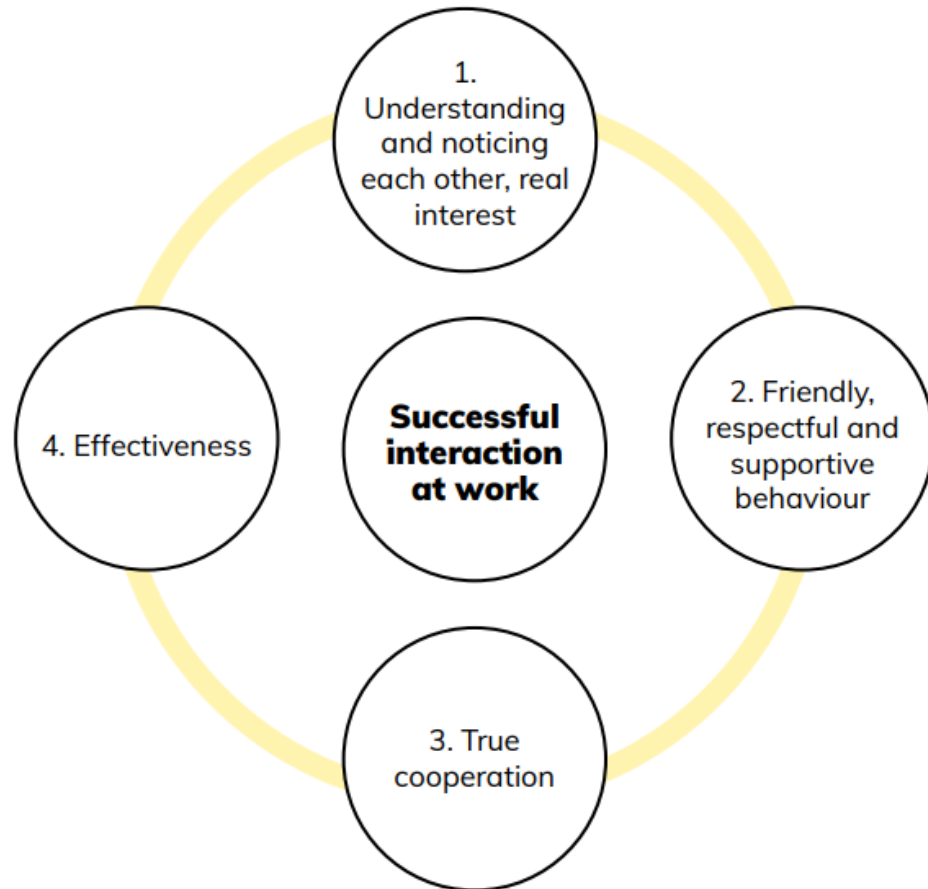 1.
Understanding
and noticing
each other, real
interest
2. Friendly,
respectful and
supportive
behaviour
3. True
cooperation
4. Effectiveness
Successful
interaction
at work